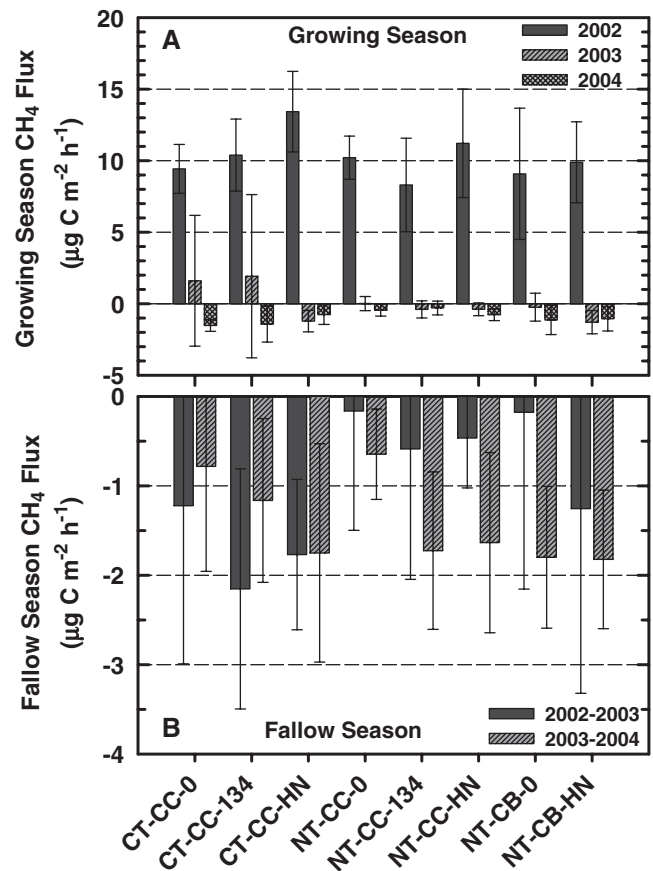 A
Growing Season
2002
2003
2004
Growing Season CH4 Flux
(µg C m-2 h-1)
20
15
10
5
0
-5
0
-1
-2
-3
-4
Fallow Season CH4 Flux
(µg C m-2 h-1)
B
Fallow Season
2002-2003
2003-2004
CT-CC-0
CT-CC-134
CT-CC-HN
NT-CC-0
NT-CC-134
NT-CC-HN
NT-CB-0
NT-CB-HN